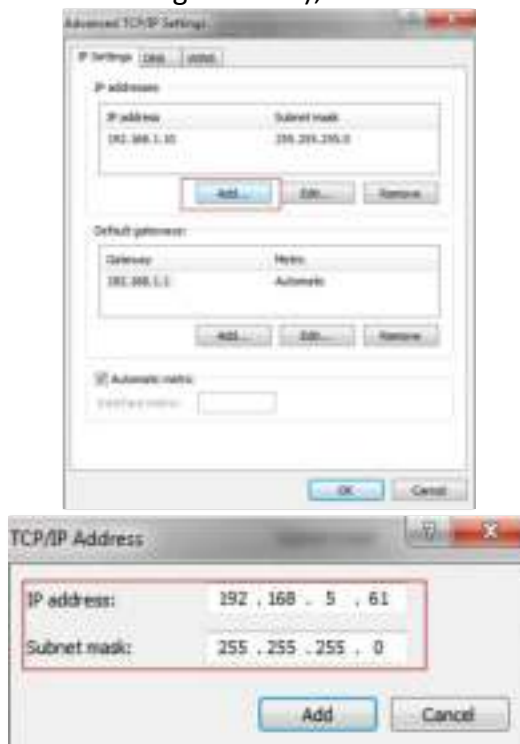 Advanced TCP/IP Settings
IP Settings DNS WINS
IP addresses
IP address Subnet mask
192.168.1.10 255.255.255.0
Add... Edit... Remove
Default gateways:
Gateway Metric
192.168.1.1 Automatic
Add... Edit... Remove
Automatic metric
Interface metric:
OK Cancel
TCP/IP Address
IP address: 192 . 168 . 5 . 61
Subnet mask: 255 . 255 . 255 . 0
Add Cancel